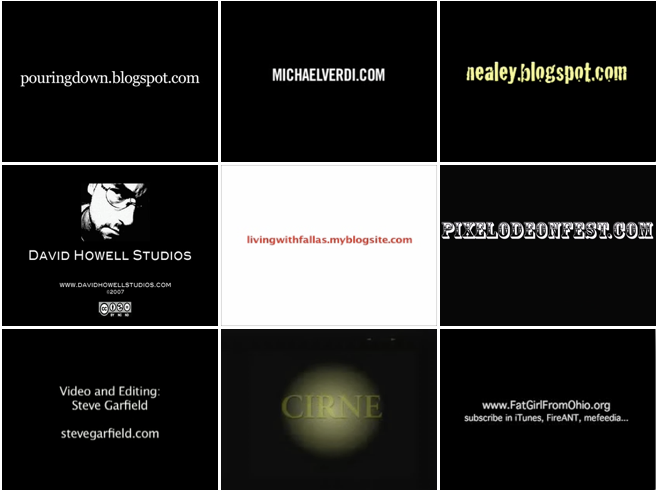 pouringdown.blogspot.com
MICHAELVERDI.COM
nealey.blogspot.com
DAVID HOWELL STUDIOS
WWW.DAVIDHOWELLSTUDIOS.COM
©2007
livingwithfallas.myblogsite.com
PIXELODEONFEST.COM
Video and Editing:
Steve Garfield
stevegarfield.com
CIRNE
www.FatGirlFromOhio.org
subscribe in iTunes, FireANT, mefeedia...